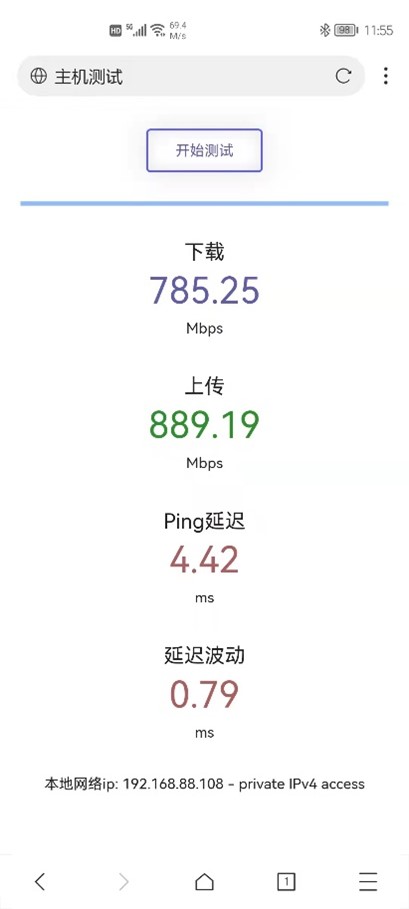 HD 5G 69.4 M/s 98 11:55
主机测试
开始测试
下载
785.25
Mbps
上传
889.19
Mbps
Ping延迟
4.42
ms
延迟波动
0.79
ms
本地网络ip: 192.168.88.108 - private IPv4 access
1